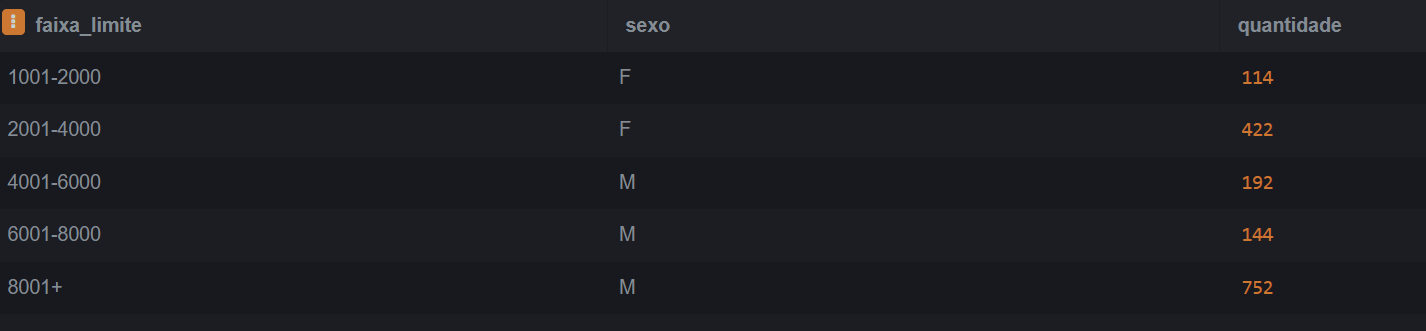 faixa_limite sexo quantidade
1001-2000 F 114
2001-4000 F 422
4001-6000 M 192
6001-8000 M 144
8001+ M 752